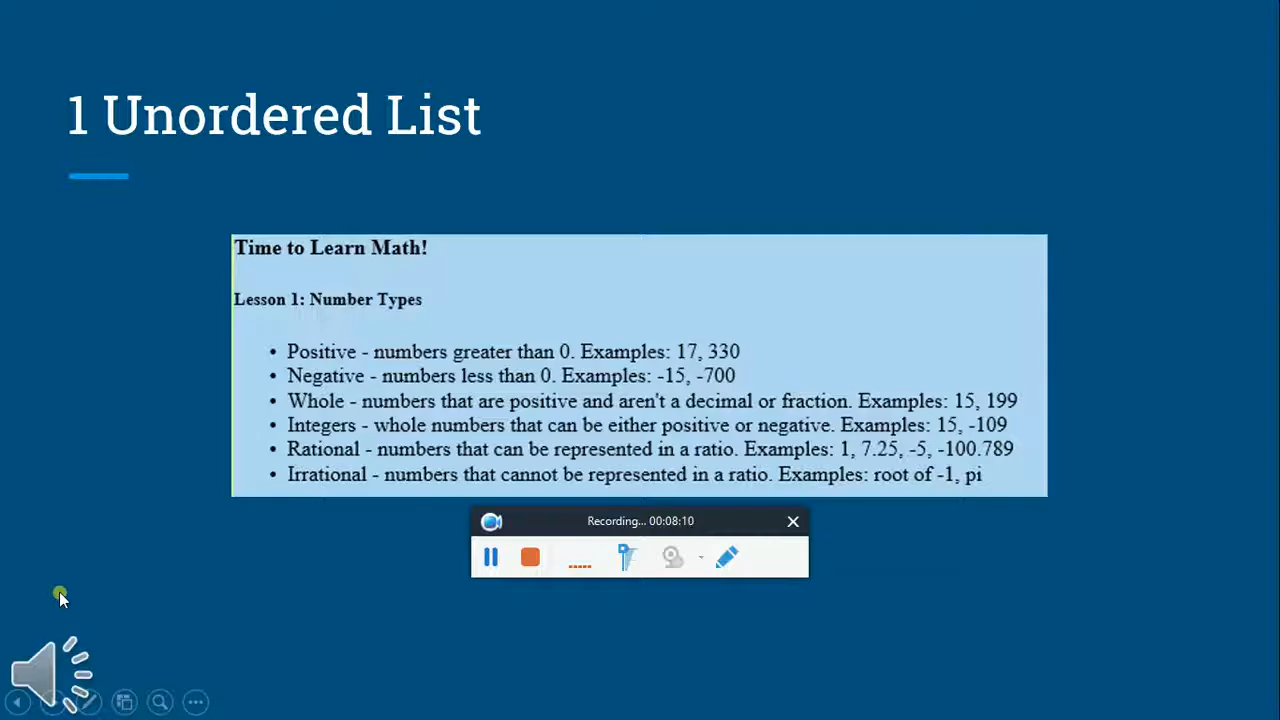 1 Unordered List
Time to Learn Math!
Lesson 1: Number Types
• Positive - numbers greater than 0. Examples: 17, 330
• Negative - numbers less than 0. Examples: -15, -700
• Whole - numbers that are positive and aren't a decimal or fraction. Examples: 15, 199
• Integers - whole numbers that can be either positive or negative. Examples: 15, -109
• Rational - numbers that can be represented in a ratio. Examples: 1, 7.25, -5, -100.789
• Irrational - numbers that cannot be represented in a ratio. Examples: root of -1, pi
Recording... 00:08:10